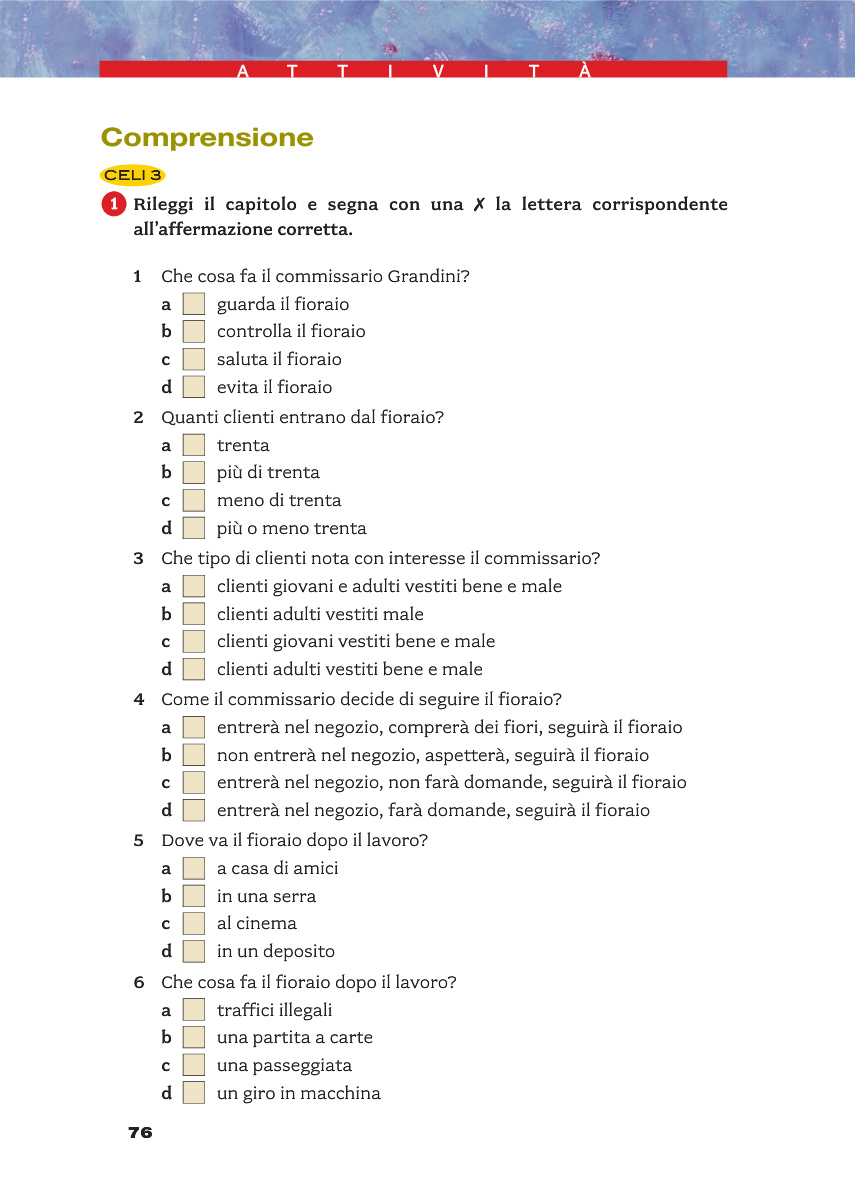 ATTIVITÀ
Comprensione
CELI 3
1 Rileggi il capitolo e segna con una ✗ la lettera corrispondente
all'affermazione corretta.
1 Che cosa fa il commissario Grandini?
a guarda il fioraio
b controlla il fioraio
c saluta il fioraio
d evita il fioraio
2 Quanti clienti entrano dal fioraio?
a trenta
b più di trenta
c meno di trenta
d più o meno trenta
3 Che tipo di clienti nota con interesse il commissario?
a clienti giovani e adulti vestiti bene e male
b clienti adulti vestiti male
c clienti giovani vestiti bene e male
d clienti adulti vestiti bene e male
4 Come il commissario decide di seguire il fioraio?
a entrerà nel negozio, comprerà dei fiori, seguirà il fioraio
b non entrerà nel negozio, aspetterà, seguirà il fioraio
c entrerà nel negozio, non farà domande, seguirà il fioraio
d entrerà nel negozio, farà domande, seguirà il fioraio
5 Dove va il fioraio dopo il lavoro?
a a casa di amici
b in una serra
c al cinema
d in un deposito
6 Che cosa fa il fioraio dopo il lavoro?
a traffici illegali
b una partita a carte
c una passeggiata
d un giro in macchina
76